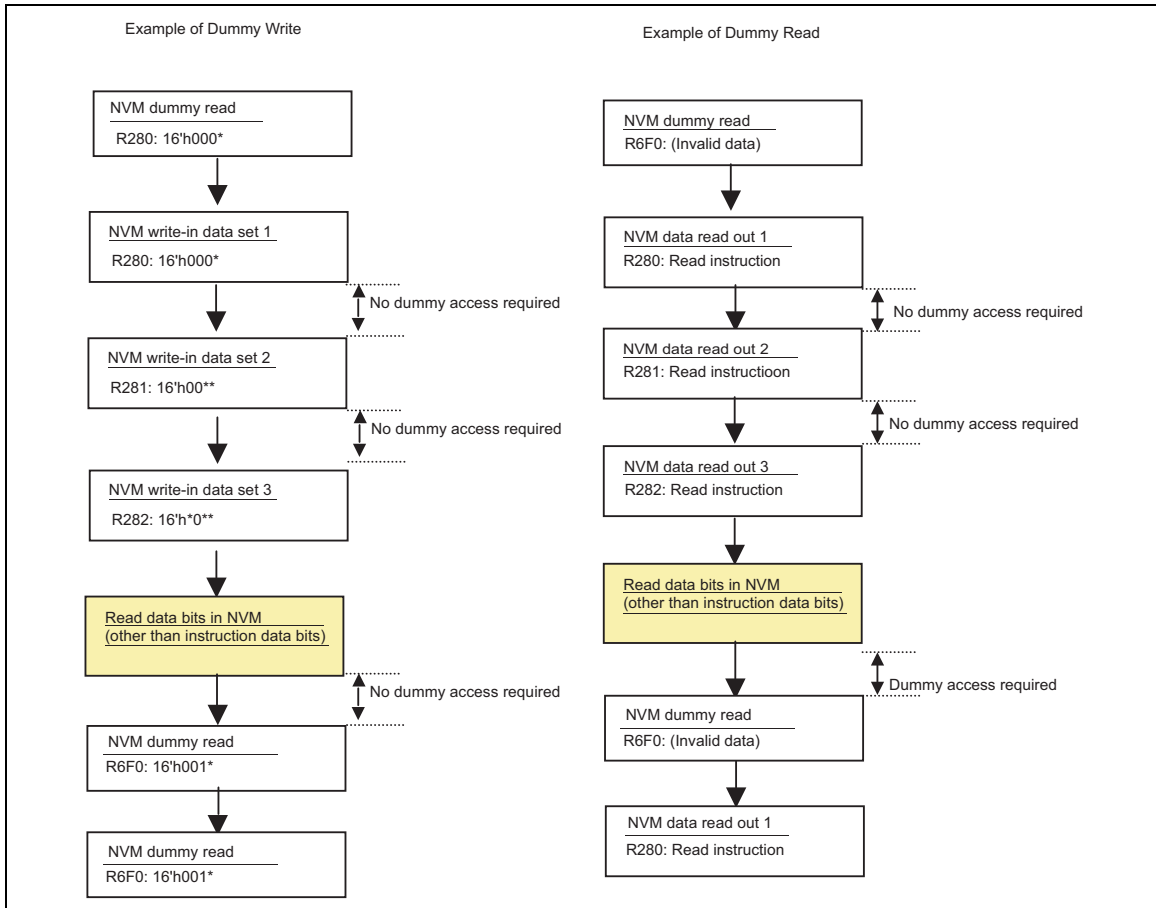 Example of Dummy Write
NVM dummy read
R280: 16'h000*
NVM write-in data set 1
R280: 16'h000*
No dummy access required
NVM write-in data set 2
R281: 16'h00**
No dummy access required
NVM write-in data set 3
R282: 16'h*0**
Read data bits in NVM
(other than instruction data bits)
No dummy access required
NVM dummy read
R6F0: 16'h001*
NVM dummy read
R6F0: 16'h001*
Example of Dummy Read
NVM dummy read
R6F0: (Invalid data)
NVM data read out 1
R280: Read instruction
No dummy access required
NVM data read out 2
R281: Read instructioon
No dummy access required
NVM data read out 3
R282: Read instruction
Read data bits in NVM
(other than instruction data bits)
Dummy access required
NVM dummy read
R6F0: (Invalid data)
NVM data read out 1
R280: Read instruction